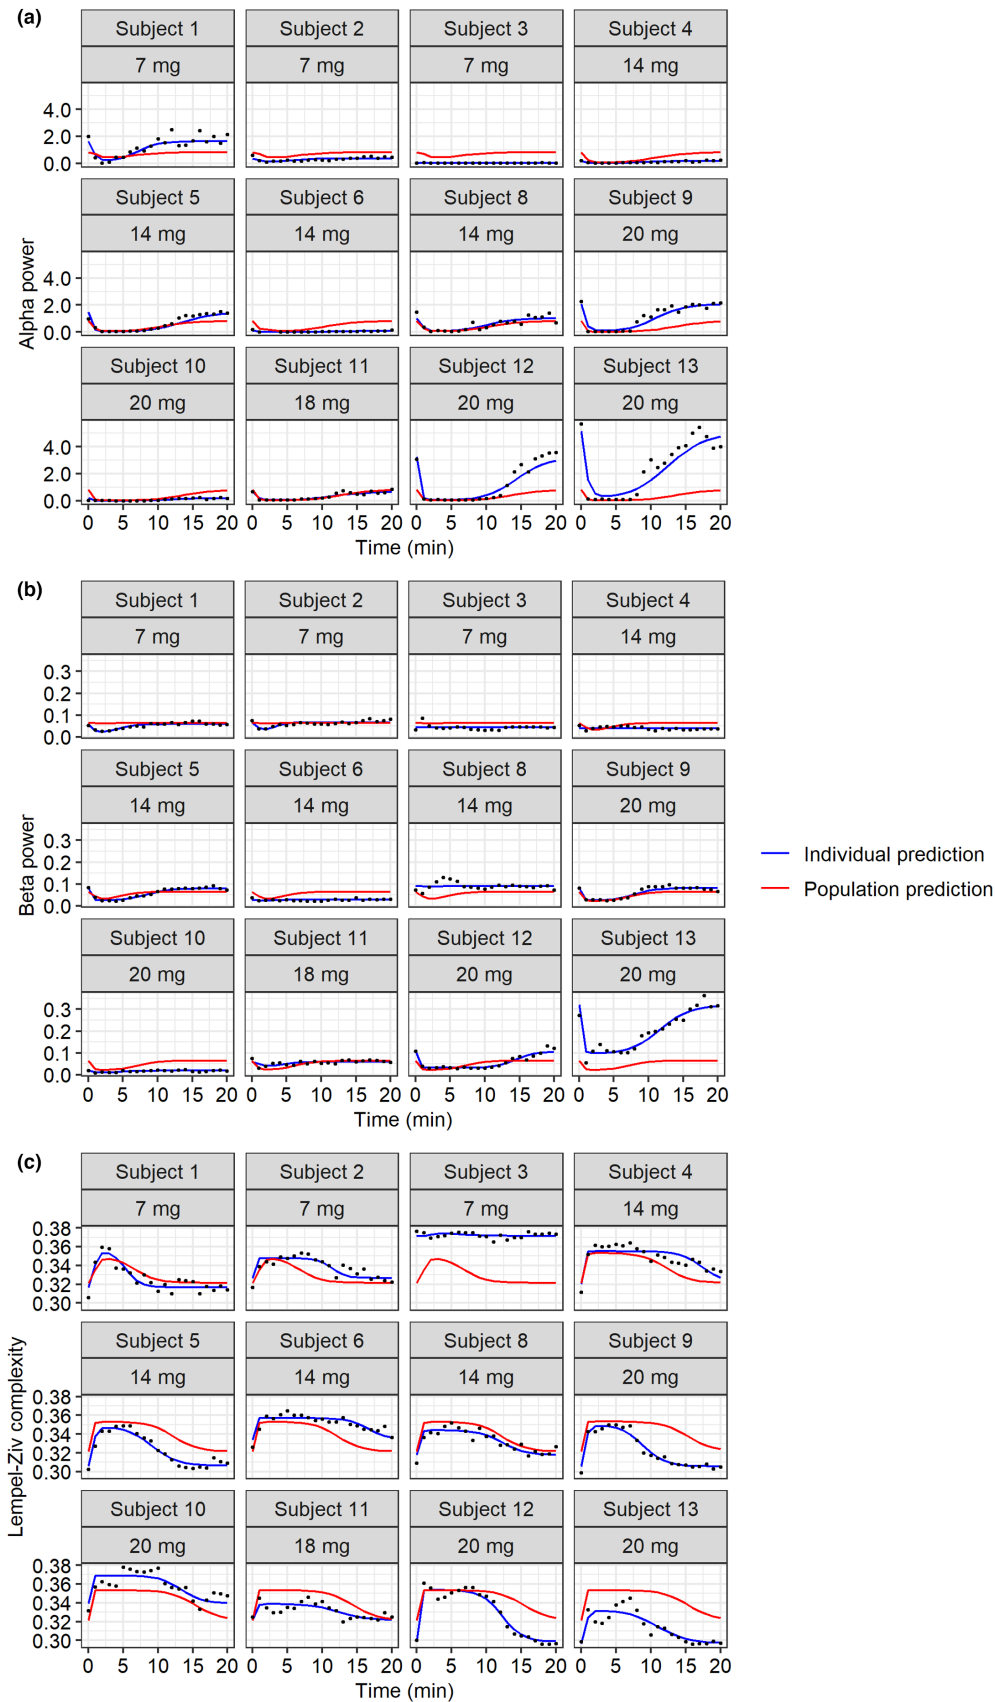 (a)
Subject 1 Subject 2 Subject 3 Subject 4
7 mg 7 mg 7 mg 14 mg
4.0
2.0
0.0
Subject 5 Subject 6 Subject 8 Subject 9
14 mg 14 mg 14 mg 20 mg
4.0
2.0
0.0
Alpha power
Subject 10 Subject 11 Subject 12 Subject 13
20 mg 18 mg 20 mg 20 mg
4.0
2.0
0.0
0 5 10 15 20 0 5 10 15 20 0 5 10 15 20 0 5 10 15 20
Time (min)
(b)
Subject 1 Subject 2 Subject 3 Subject 4
7 mg 7 mg 7 mg 14 mg
0.3
0.2
0.1
0.0
Subject 5 Subject 6 Subject 8 Subject 9
14 mg 14 mg 14 mg 20 mg
0.3
0.2
0.1
0.0
Beta power
Individual prediction
Population prediction
Subject 10 Subject 11 Subject 12 Subject 13
20 mg 18 mg 20 mg 20 mg
0.3
0.2
0.1
0.0
0 5 10 15 20 0 5 10 15 20 0 5 10 15 20 0 5 10 15 20
Time (min)
(c)
Subject 1 Subject 2 Subject 3 Subject 4
7 mg 7 mg 7 mg 14 mg
0.38
0.36
0.34
0.32
0.30
Subject 5 Subject 6 Subject 8 Subject 9
14 mg 14 mg 14 mg 20 mg
0.38
0.36
0.34
0.32
0.30
Lempel-Ziv complexity
Subject 10 Subject 11 Subject 12 Subject 13
20 mg 18 mg 20 mg 20 mg
0.38
0.36
0.34
0.32
0.30
0 5 10 15 20 0 5 10 15 20 0 5 10 15 20 0 5 10 15 20
Time (min)